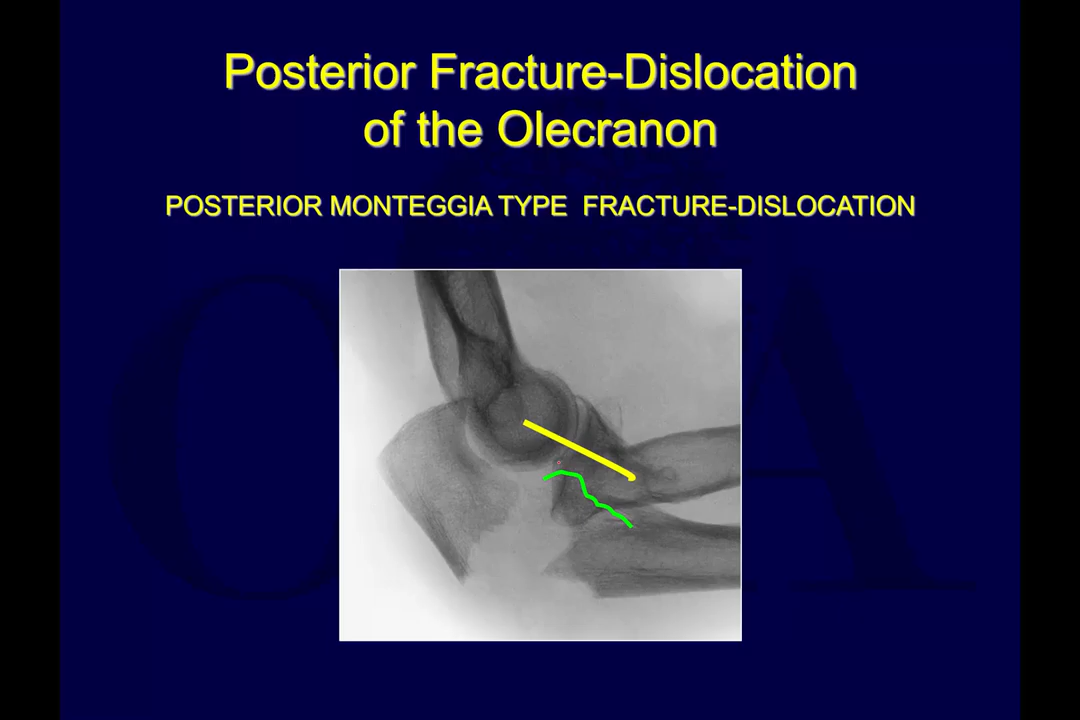 Posterior Fracture-Dislocation
of the Olecranon
POSTERIOR MONTEGGIA TYPE FRACTURE-DISLOCATION